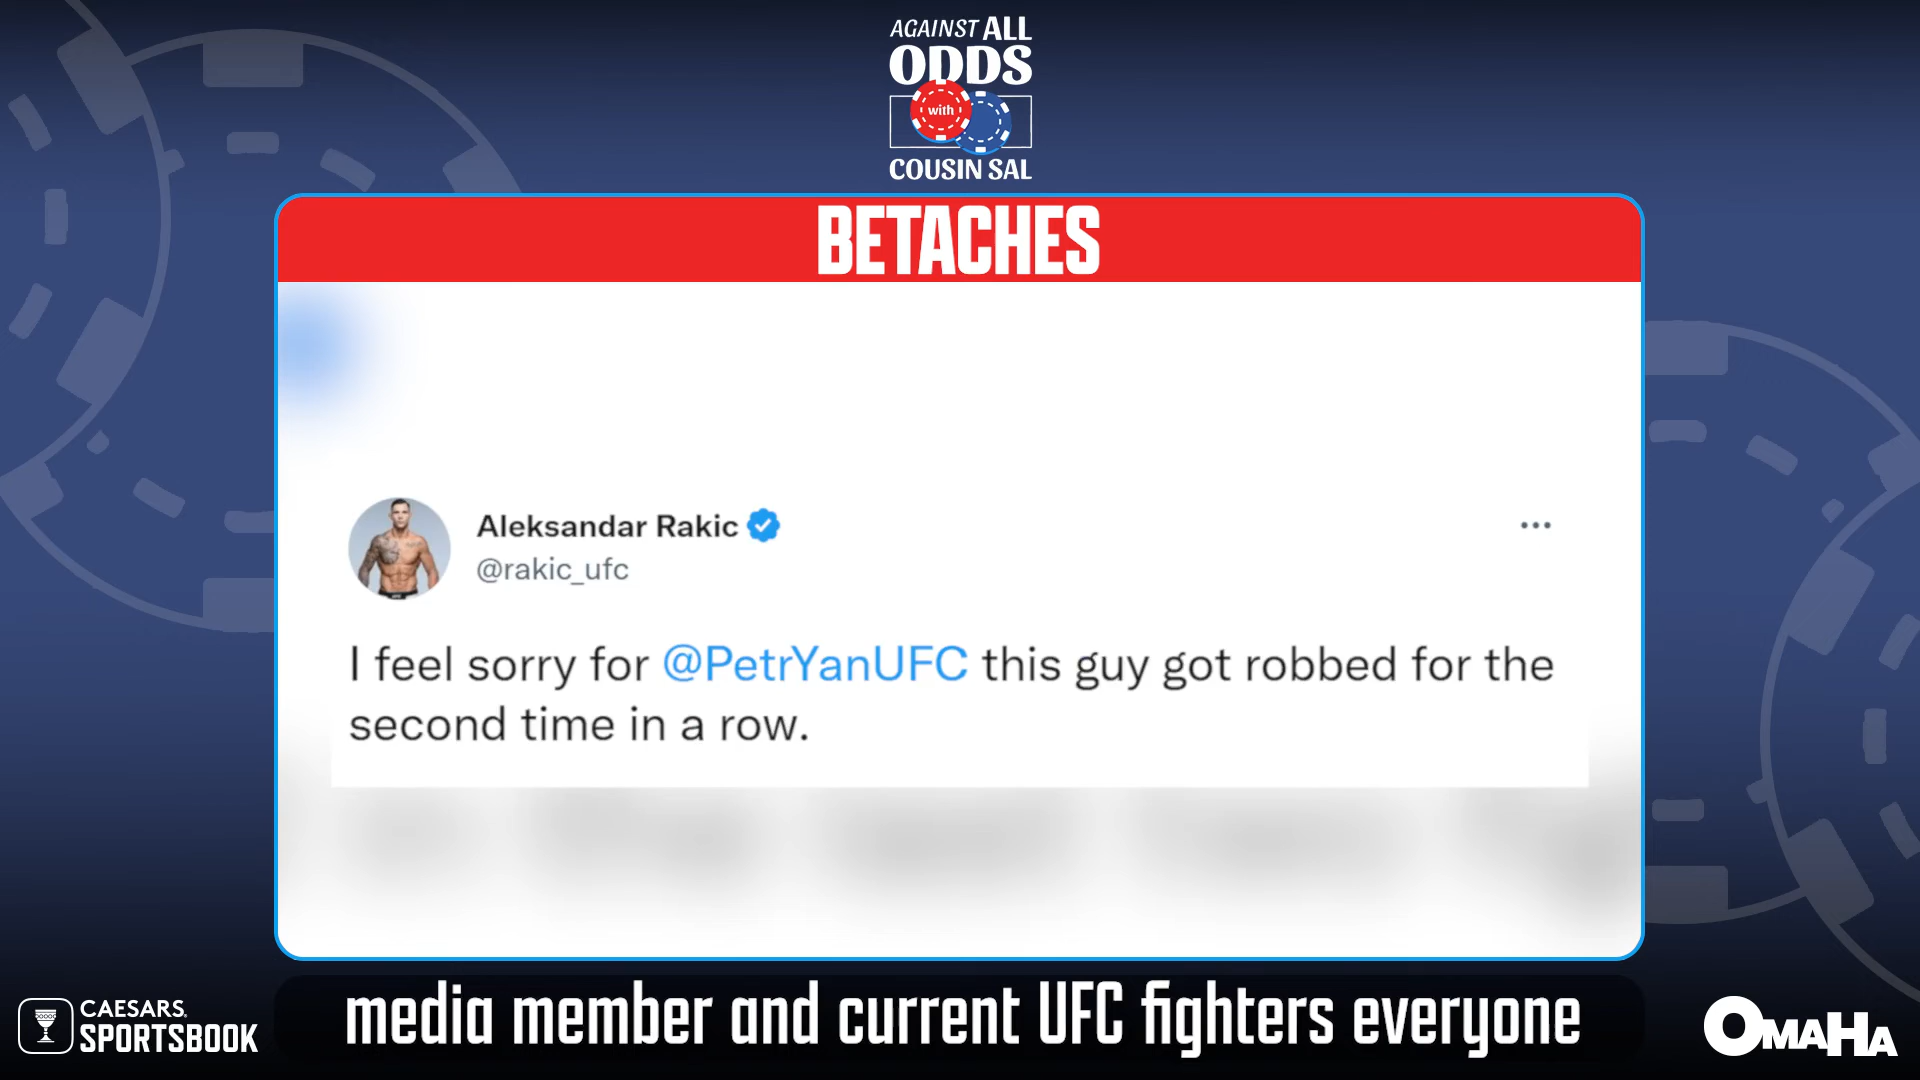 AGAINST ALL
ODDS
with
COUSIN SAL
BETACHES
Aleksandar Rakic
@rakic_ufc
I feel sorry for @PetrYanUFC this guy got robbed for the
second time in a row.
media member and current UFC fighters everyone
CAESARS
SPORTSBOOK
OMAHA